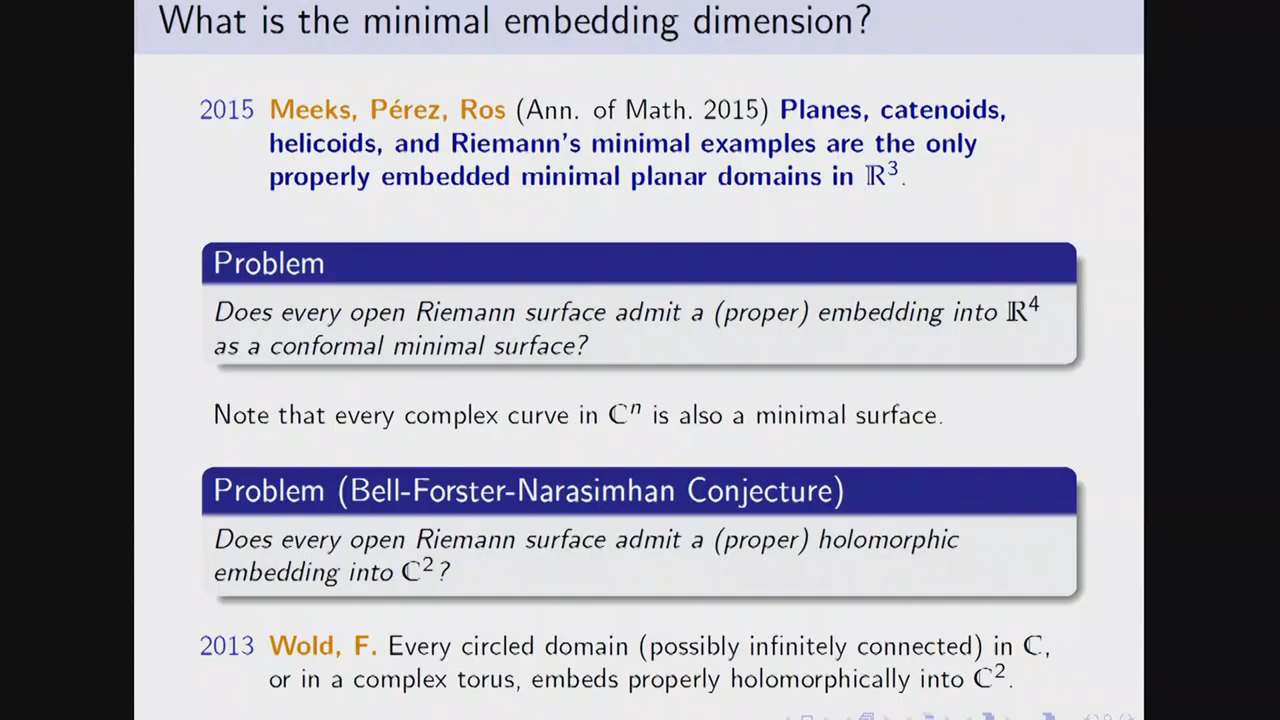 What is the minimal embedding dimension?
2015 Meeks, Pérez, Ros (Ann. of Math. 2015) Planes, catenoids,
helicoids, and Riemann's minimal examples are the only
properly embedded minimal planar domains in ℝ³.
Problem
Does every open Riemann surface admit a (proper) embedding into ℝ⁴
as a conformal minimal surface?
Note that every complex curve in ℂⁿ is also a minimal surface.
Problem (Bell-Forster-Narasimhan Conjecture)
Does every open Riemann surface admit a (proper) holomorphic
embedding into ℂ²?
2013 Wold, F. Every circled domain (possibly infinitely connected) in ℂ,
or in a complex torus, embeds properly holomorphically into ℂ².